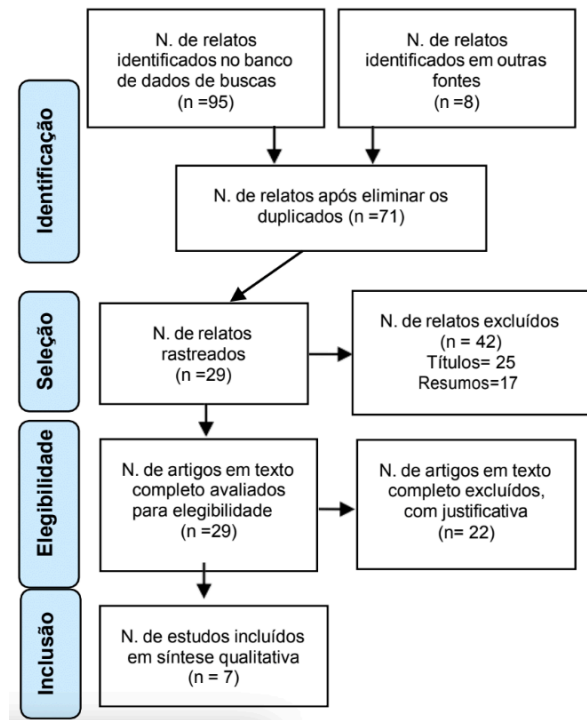 N. de relatos
identificados no banco
de dados de buscas
(n =95)
N. de relatos
identificados em outras
fontes
(n =8)
Identificação
N. de relatos após eliminar os
duplicados (n =71)
Seleção
N. de relatos
rastreados
(n =29)
N. de relatos excluídos
(n = 42)
Títulos= 25
Resumos=17
Elegibilidade
N. de artigos em texto
completo avaliados
para elegibilidade
(n =29)
N. de artigos em texto
completo excluídos,
com justificativa
(n= 22)
Inclusão
N. de estudos incluídos
em síntese qualitativa
(n = 7)